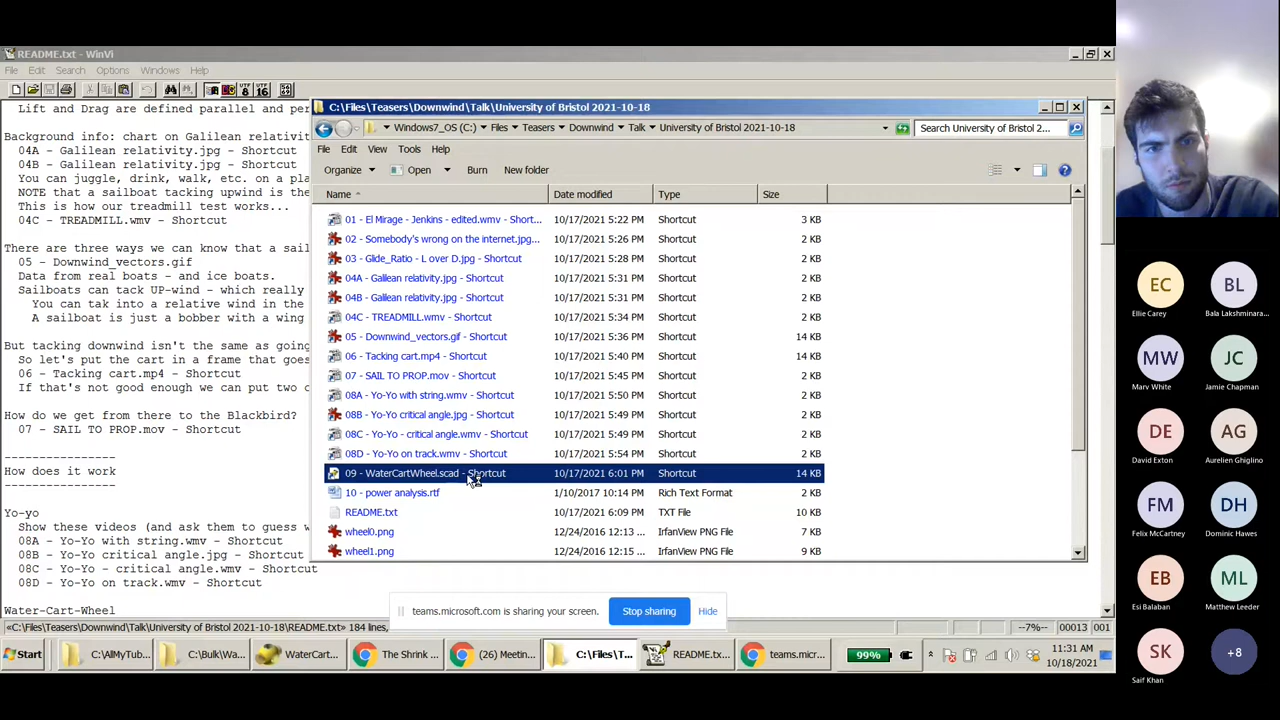 README.txt - WinVi
File Edit Search Options Windows Help
Lift and Drag are defined parallel and per
Background info: chart on Galilean relativit
04A - Galilean relativity.jpg - Shortcut
04B - Galilean relativity.jpg - Shortcut
You can juggle, drink, walk, etc. on a pla
NOTE that a sailboat tacking upwind is the
This is how our treadmill test works...
04C - TREADMILL.wmv - Shortcut
There are three ways we can know that a sail
05 - Downwind_vectors.gif
Data from real boats - and ice boats.
Sailboats can tack UP-wind - which really
You can tak into a relative wind in the
A sailboat is just a bobber with a wing
But tacking downwind isn't the same as going
So let's put the cart in a frame that goes
06 - Tacking cart.mp4 - Shortcut
If that's not good enough we can put two c
How do we get from there to the Blackbird?
07 - SAIL TO PROP.mov - Shortcut
----------------
How does it work
----------------
Yo-yo
Show these videos (and ask them to guess w
08A - Yo-Yo with string.wmv - Shortcut
08B - Yo-Yo critical angle.jpg - Shortcut
08C - Yo-Yo - critical angle.wmv - Shortcut
08D - Yo-Yo on track.wmv - Shortcut
Water-Cart-Wheel
«C:\Files\Teasers\Downwind\Talk\University of Bristol 2021-10-18\README.txt» 184 lines,
--7%-- 00013 001
C:\Files\Teasers\Downwind\Talk\University of Bristol 2021-10-18
Windows7_OS (C:) Files Teasers Downwind Talk University of Bristol 2021-10-18
Search University of Bristol 2...
File Edit View Tools Help
Organize Open Burn New folder
Name Date modified Type Size
01 - El Mirage - Jenkins - edited.wmv - Short... 10/17/2021 5:22 PM Shortcut 3 KB
02 - Somebody's wrong on the internet.jpg... 10/17/2021 5:26 PM Shortcut 2 KB
03 - Glide_Ratio - L over D.jpg - Shortcut 10/17/2021 5:28 PM Shortcut 2 KB
04A - Galilean relativity.jpg - Shortcut 10/17/2021 5:31 PM Shortcut 2 KB
04B - Galilean relativity.jpg - Shortcut 10/17/2021 5:31 PM Shortcut 2 KB
04C - TREADMILL.wmv - Shortcut 10/17/2021 5:34 PM Shortcut 2 KB
05 - Downwind_vectors.gif - Shortcut 10/17/2021 5:36 PM Shortcut 14 KB
06 - Tacking cart.mp4 - Shortcut 10/17/2021 5:40 PM Shortcut 14 KB
07 - SAIL TO PROP.mov - Shortcut 10/17/2021 5:45 PM Shortcut 2 KB
08A - Yo-Yo with string.wmv - Shortcut 10/17/2021 5:50 PM Shortcut 2 KB
08B - Yo-Yo critical angle.jpg - Shortcut 10/17/2021 5:49 PM Shortcut 2 KB
08C - Yo-Yo - critical angle.wmv - Shortcut 10/17/2021 5:49 PM Shortcut 2 KB
08D - Yo-Yo on track.wmv - Shortcut 10/17/2021 5:54 PM Shortcut 2 KB
09 - WaterCartWheel.scad - Shortcut 10/17/2021 6:01 PM Shortcut 14 KB
10 - power analysis.rtf 1/10/2017 10:14 PM Rich Text Format 2 KB
README.txt 10/17/2021 6:09 PM TXT File 10 KB
wheel0.png 12/24/2016 12:13 ... IrfanView PNG File 7 KB
wheel1.png 12/24/2016 12:15 ... IrfanView PNG File 9 KB
teams.microsoft.com is sharing your screen. Stop sharing Hide
Start C:\AllMyTub... C:\Bulk\Wa... WaterCart... The Shrink ... (26) Meetin... C:\Files\T... README.tx... teams.micr... 99% 11:31 AM
10/18/2021
EC BL
Ellie Carey Bala Lakshminara...
MW JC
Marv White Jamie Chapman
DE AG
David Exton Aurelien Ghiglino
FM DH
Felix McCartney Dominic Hawes
EB ML
Esi Balaban Matthew Leeder
SK +8
Saif Khan